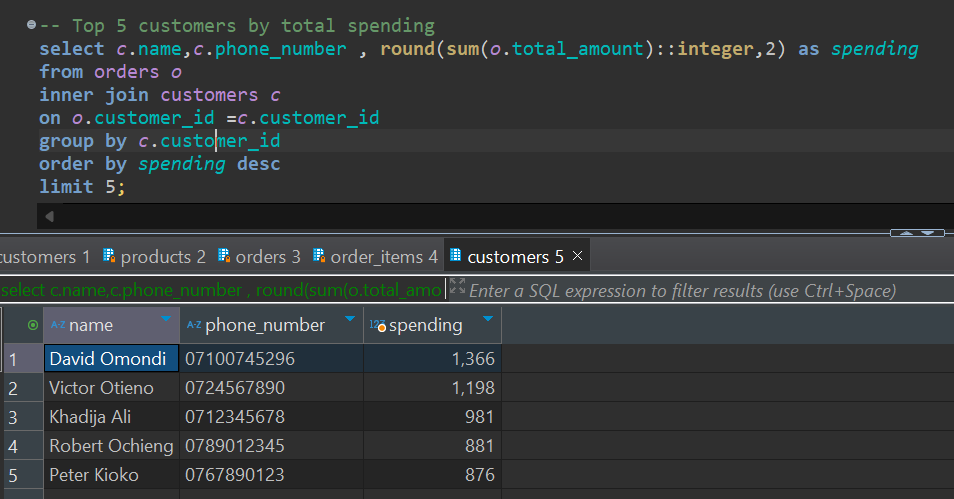 -- Top 5 customers by total spending
select c.name,c.phone_number , round(sum(o.total_amount)::integer,2) as spending
from orders o
inner join customers c
on o.customer_id =c.customer_id
group by c.customer_id
order by spending desc
limit 5;
customers 1 products 2 orders 3 order_items 4 customers 5
select c.name,c.phone_number , round(sum(o.total_amo Enter a SQL expression to filter results (use Ctrl+Space)
A-Z name A-Z phone_number 123 spending
1 David Omondi 07100745296 1,366
2 Victor Otieno 0724567890 1,198
3 Khadija Ali 0712345678 981
4 Robert Ochieng 0789012345 881
5 Peter Kioko 0767890123 876